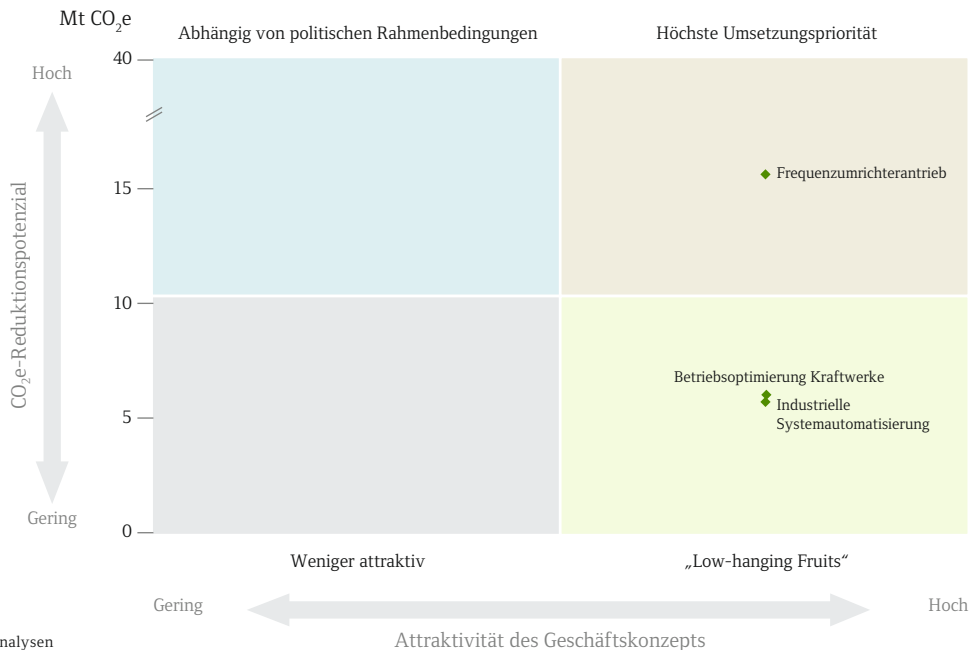 Mt CO₂e
Abhängig von politischen Rahmenbedingungen
Höchste Umsetzungspriorität
40
Hoch
Frequenzumrichterantrieb
15
CO₂e-Reduktionspotenzial
10
Betriebsoptimierung Kraftwerke
Industrielle
Systemautomatisierung
5
Gering
0
Weniger attraktiv
„Low-hanging Fruits“
Gering
Hoch
Attraktivität des Geschäftskonzepts